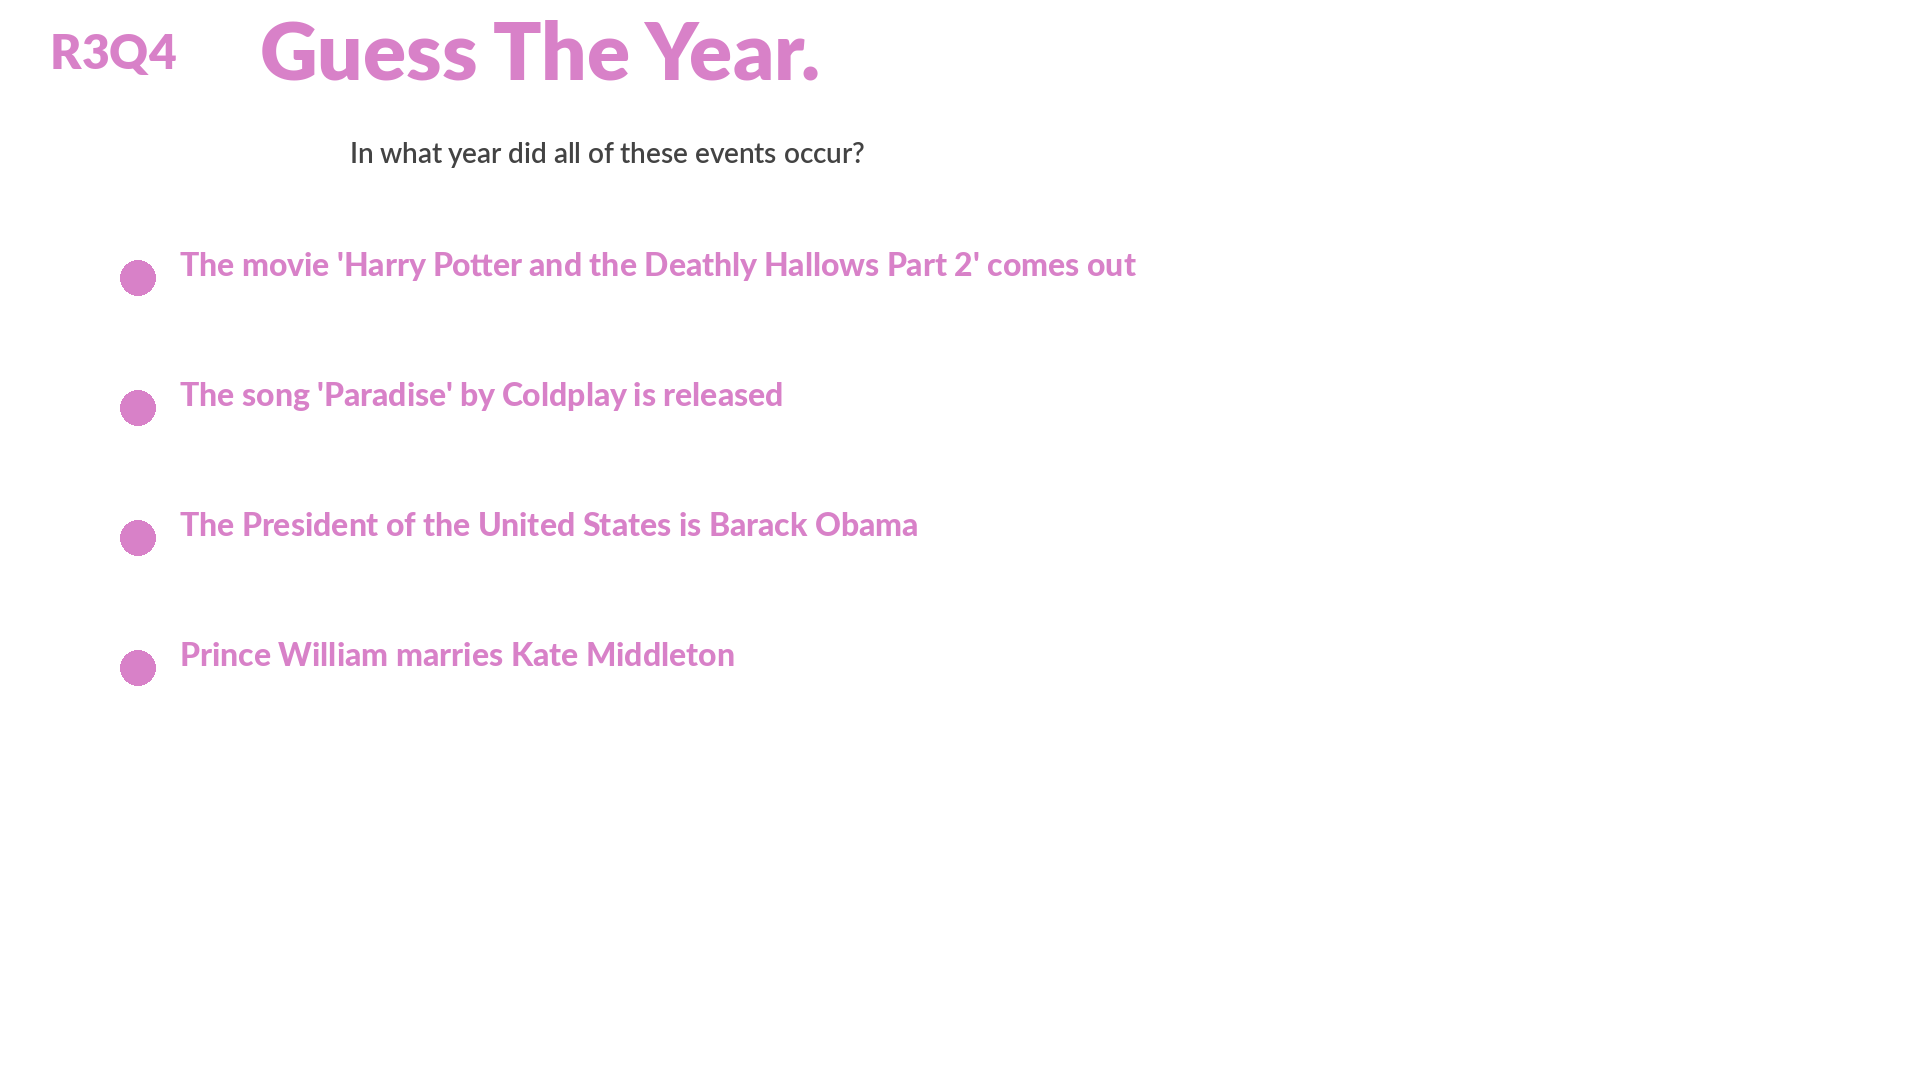 R3Q4
Guess The Year.
In what year did all of these events occur?
The movie 'Harry Potter and the Deathly Hallows Part 2' comes out
The song 'Paradise' by Coldplay is released
The President of the United States is Barack Obama
Prince William marries Kate Middleton